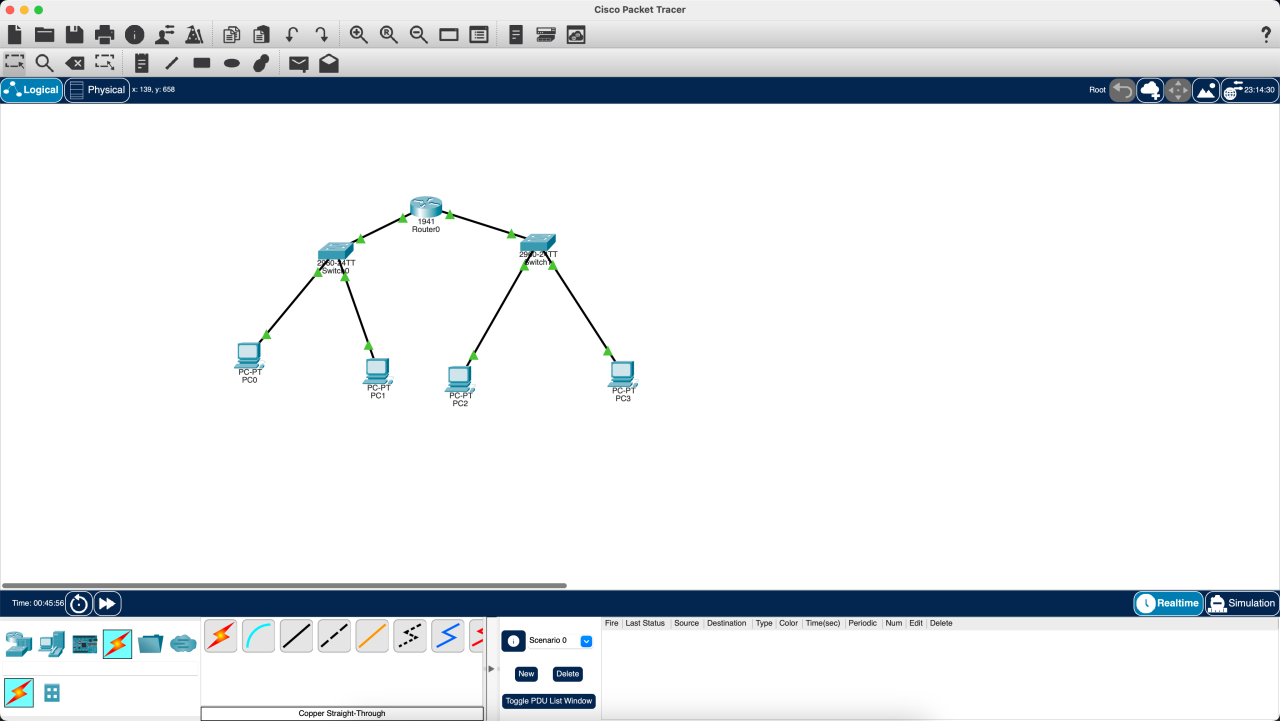 Cisco Packet Tracer
Logical
Physical
x: 139, y: 658
Root
23:14:30
1941
Router0
2960-24TT
Switch0
2960-24TT
Switch1
PC-PT
PC0
PC-PT
PC1
PC-PT
PC2
PC-PT
PC3
Time: 00:45:56
Realtime
Simulation
Fire Last Status Source Destination Type Color Time(sec) Periodic Num Edit Delete
Scenario 0
New
Delete
Toggle PDU List Window
Copper Straight-Through